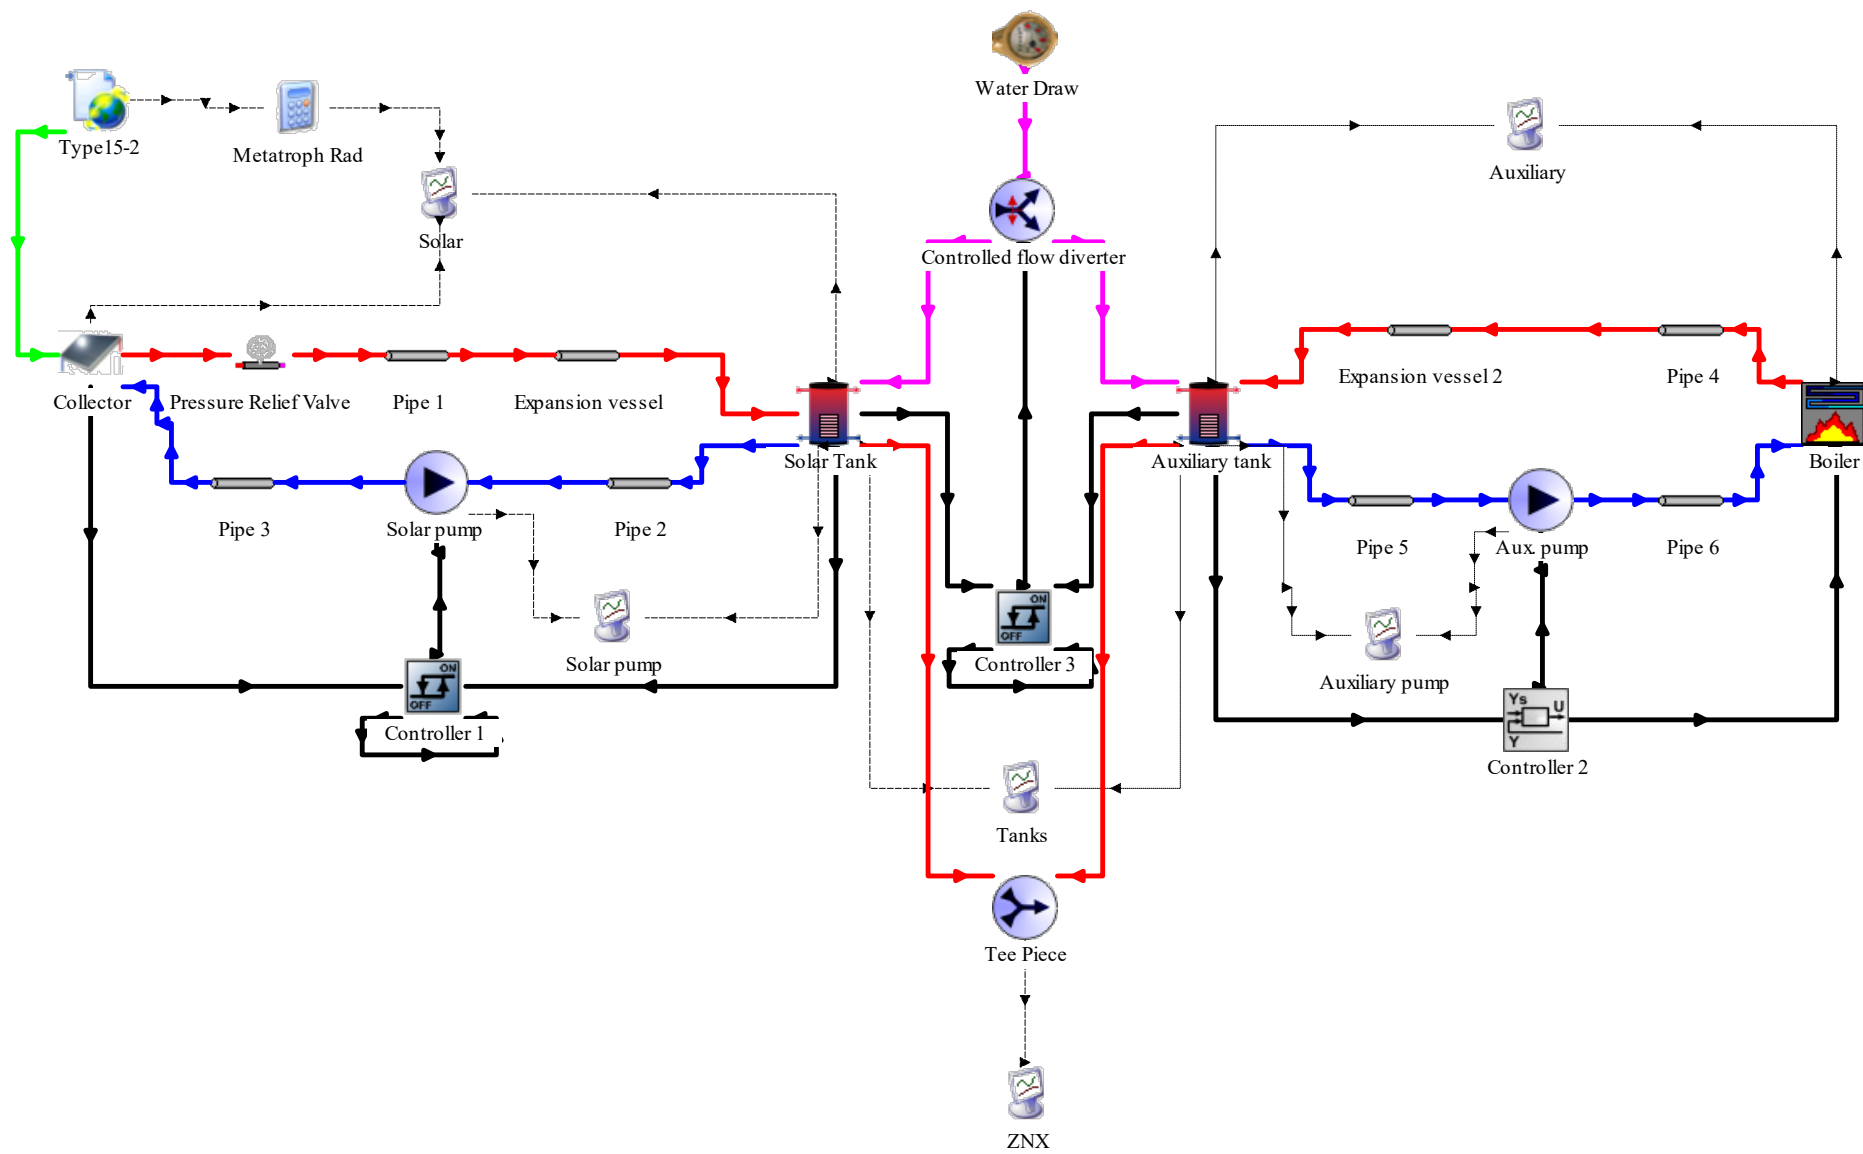 Water Draw
Type15-2
Metatroph Rad
Auxiliary
Solar
Controlled flow diverter
Collector
Pressure Relief Valve
Pipe 1
Expansion vessel
Expansion vessel 2
Pipe 4
Solar Tank
Auxiliary tank
Boiler
Pipe 3
Solar pump
Pipe 2
Pipe 5
Aux. pump
Pipe 6
ON
OFF
Solar pump
Controller 3
ON
OFF
Auxiliary pump
Ys
U
Y
Controller 1
Controller 2
Tanks
Tee Piece
ZNX